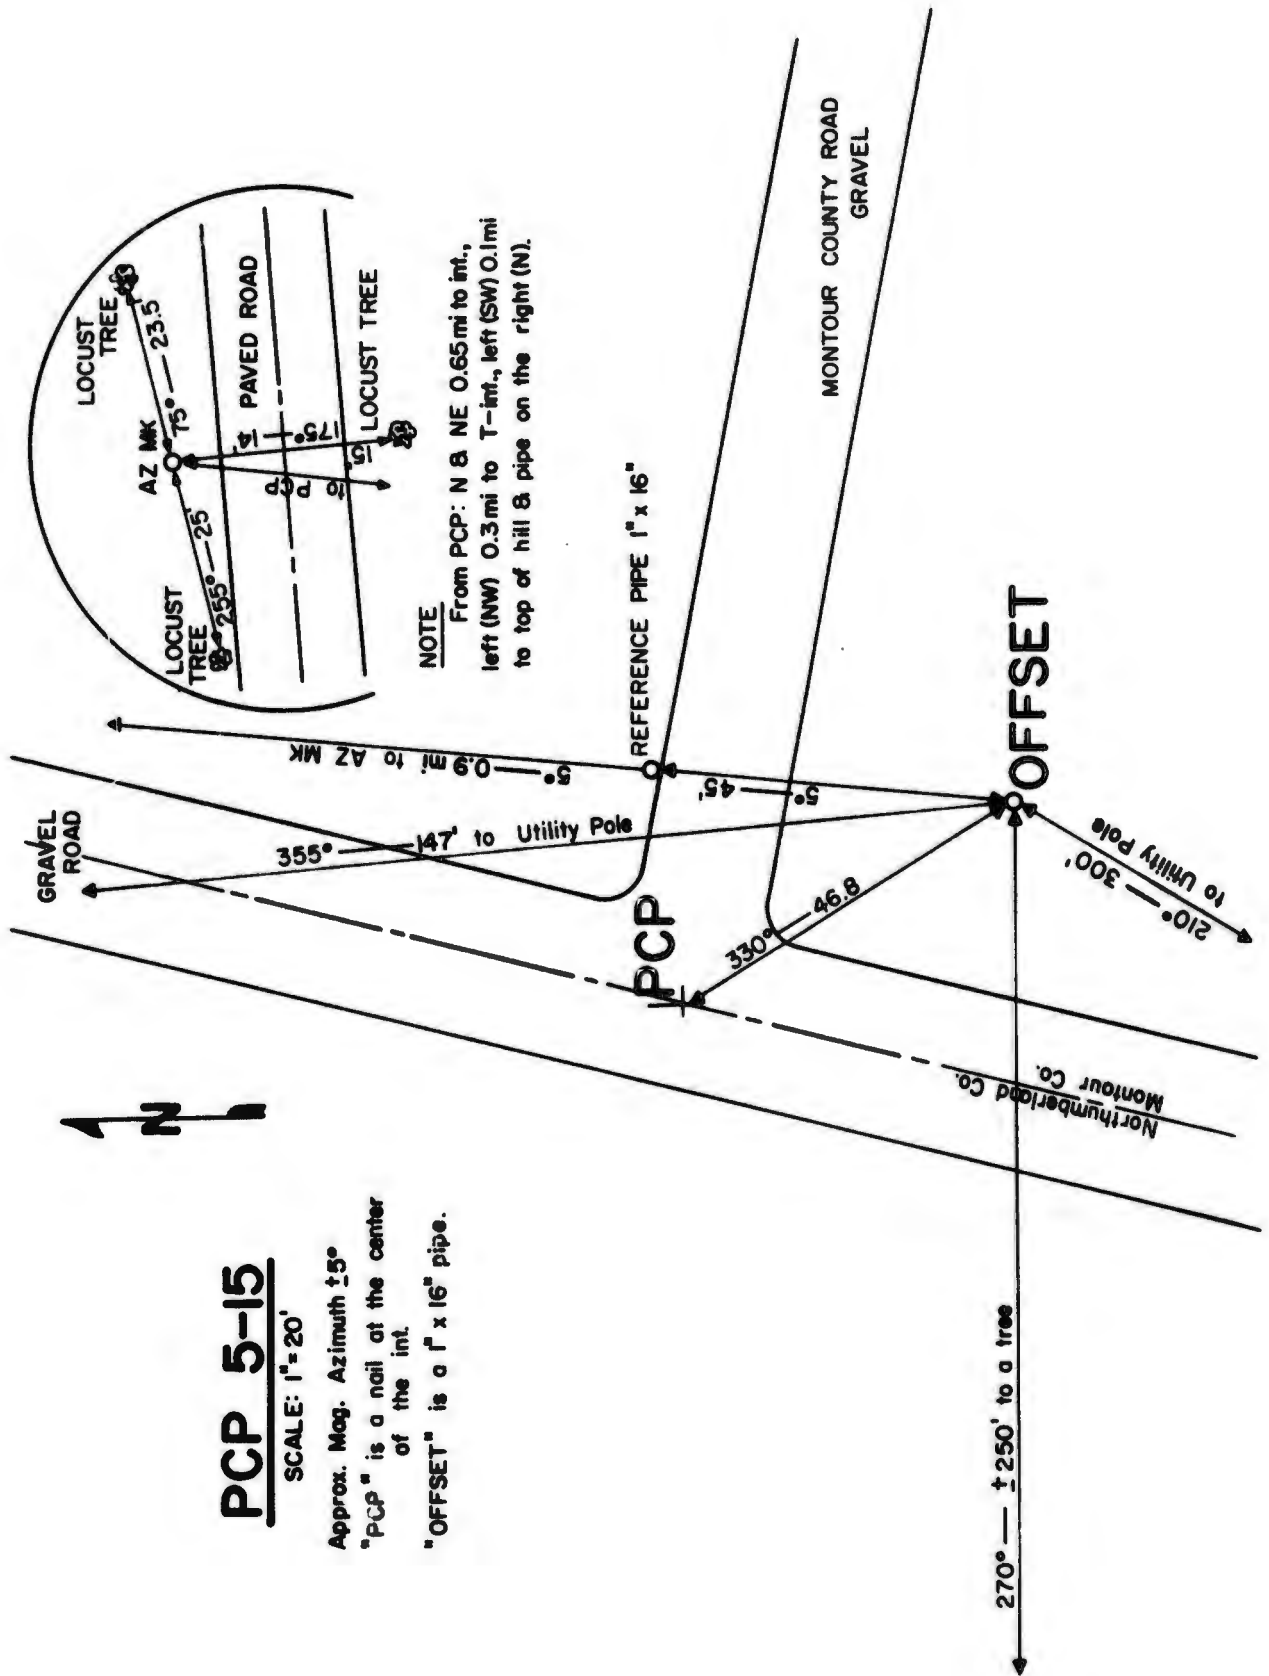 PCP 5-15
SCALE: 1"=20'
Approx. Mag. Azimuth ±5°
"PCP" is a nail at the center
of the int.
"OFFSET" is a 1" x 16" pipe.
N
GRAVEL
ROAD
355° — 147' to Utility Pole
5° — 0.9 mi. to AZ MK
LOCUST
TREE
255° — 25'
AZ MK
LOCUST
TREE
75° — 23.5'
PAVED ROAD
14'
175°
15'
to PCP
LOCUST TREE
NOTE
From PCP: N & NE 0.65 mi to int.,
left (NW) 0.3 mi to T-int., left (SW) 0.1 mi
to top of hill & pipe on the right (N).
REFERENCE PIPE 1" x 16"
PCP
330° — 46.8
5° — 45'
MONTOUR COUNTY ROAD
GRAVEL
OFFSET
210° — 300'
to Utility Pole
Northumberland Co.
Montour Co.
270° — ±250' to a tree